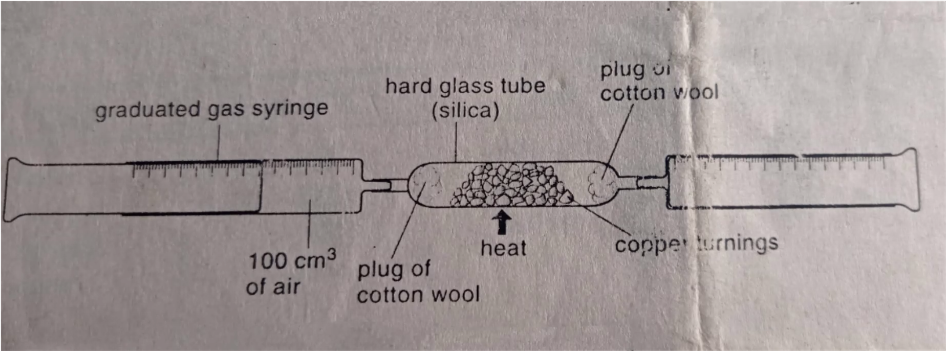 graduated gas syringe
hard glass tube
(silica)
plug of
cotton wool
100 cm³
of air
plug of
cotton wool
heat
copper turnings